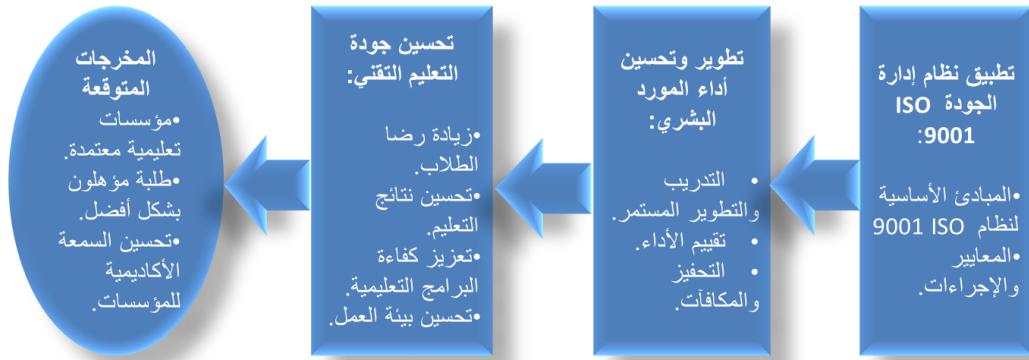 تطبيق نظام إدارة
الجودة ISO
9001:
•المبادئ الأساسية
لنظام ISO 9001
•المعايير
والإجراءات.
تطوير وتحسين
أداء المورد
البشري:
• التدريب
والتطوير المستمر.
• تقييم الأداء.
• التحفيز
والمكافآت.
تحسين جودة
التعليم التقني:
•زيادة رضا
الطلاب.
•تحسين نتائج
التعليم.
•تعزيز كفاءة
البرامج التعليمية.
•تحسين بيئة العمل.
المخرجات
المتوقعة
•مؤسسات
تعليمية معتمدة.
•طلبة مؤهلون
بشكل أفضل.
•تحسين السمعة
الأكاديمية
للمؤسسات.